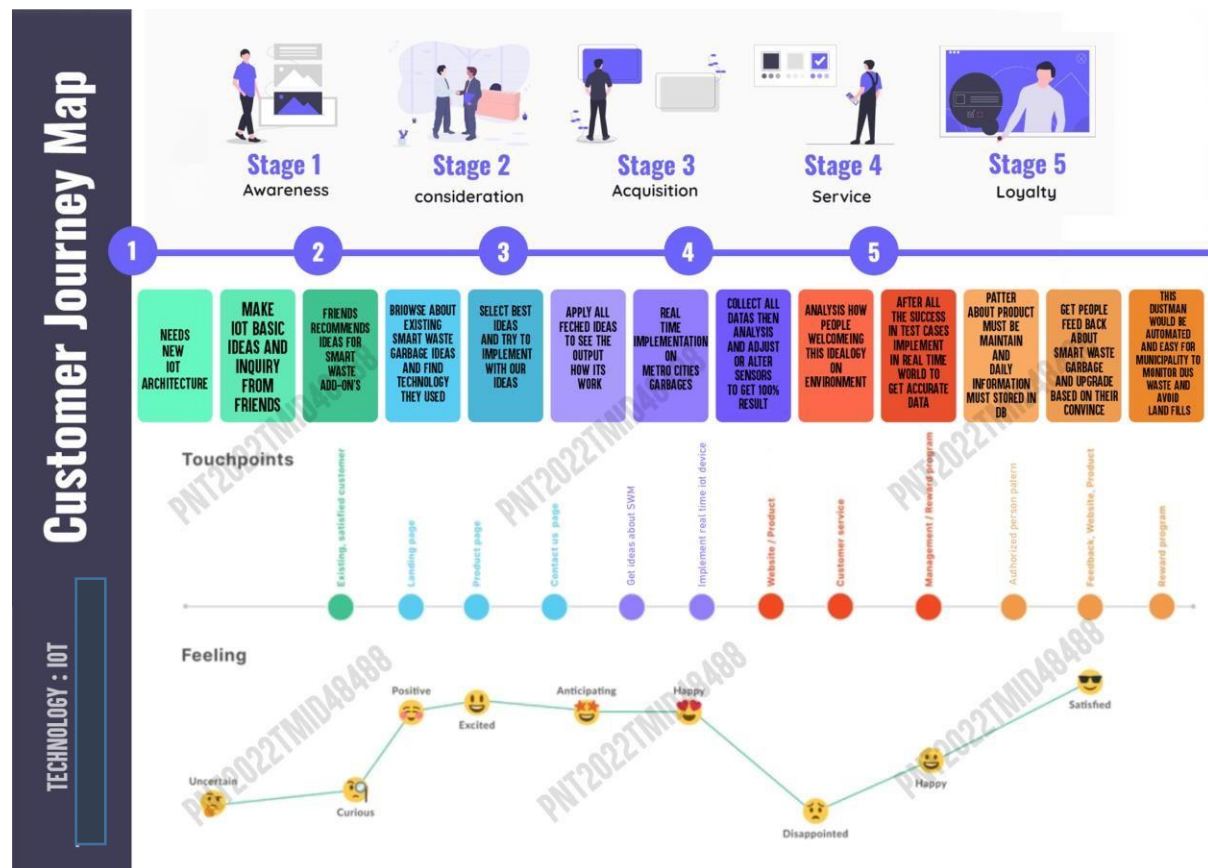 Customer Journey Map
TECHNOLOGY : IOT
Stage 1
Awareness
Stage 2
consideration
Stage 3
Acquisition
Stage 4
Service
Stage 5
Loyalty
1
2
3
4
5
NEEDS
NEW
IOT
ARCHITECTURE
MAKE
IOT BASIC
IDEAS AND
INQUIRY
FROM
FRIENDS
FRIENDS
RECOMMENDS
IDEAS FOR
SMART
WASTE
ADD-ON'S
BROWSE ABOUT
EXISTING
SMART WASTE
GARBAGE IDEAS
AND FIND
TECHNOLOGY
THEY USED
SELECT BEST
IDEAS
AND TRY TO
IMPLEMENT
WITH OUR
IDEAS
APPLY ALL
FECHED IDEAS
TO SEE THE
OUTPUT
HOW ITS
WORK
REAL
TIME
IMPLEMENTATION
ON
METRO CITIES
GARBAGES
COLLECT ALL
DATAS THEN
ANALYSIS
AND ADJUST
OR ALTER
SENSORS
TO GET 100%
RESULT
ANALYSIS HOW
PEOPLE
WELCOMEING
THIS IDEALOGY
ON
ENVIRONMENT
AFTER ALL
THE SUCCESS
IN TEST CASES
IMPLEMENT
IN REAL TIME
WORLD TO
GET ACCURATE
DATA
PATTER
ABOUT PRODUCT
MUST BE
MAINTAIN
AND
DAILY
INFORMATION
MUST STORED IN
DB
GET PEOPLE
FEED BACK
ABOUT
SMART WASTE
GARBAGE
AND UPGRADE
BASED ON THEIR
CONVINCE
THIS
DUSTMAN
WOULD BE
AUTOMATED
AND EASY FOR
MUNICIPALITY TO
MONITOR DUS
WASTE AND
AVOID
LAND FILLS
Touchpoints
Existing, satisfied customer
Landing page
Product page
Contact us page
Get ideas about SWM
Implement real time iot device
Website / Product
Customer service
Management / Reward program
Authorized person patern
Feedback, Website, Product
Reward program
PNT2022TMID48488
PNT2022TMID48488
PNT2022TMID48488
Feeling
Uncertain
Curious
Positive
Excited
Anticipating
Happy
Disappointed
Happy
Satisfied
PNT2022TMID48488
PNT2022TMID48488
PNT2022TMID48488